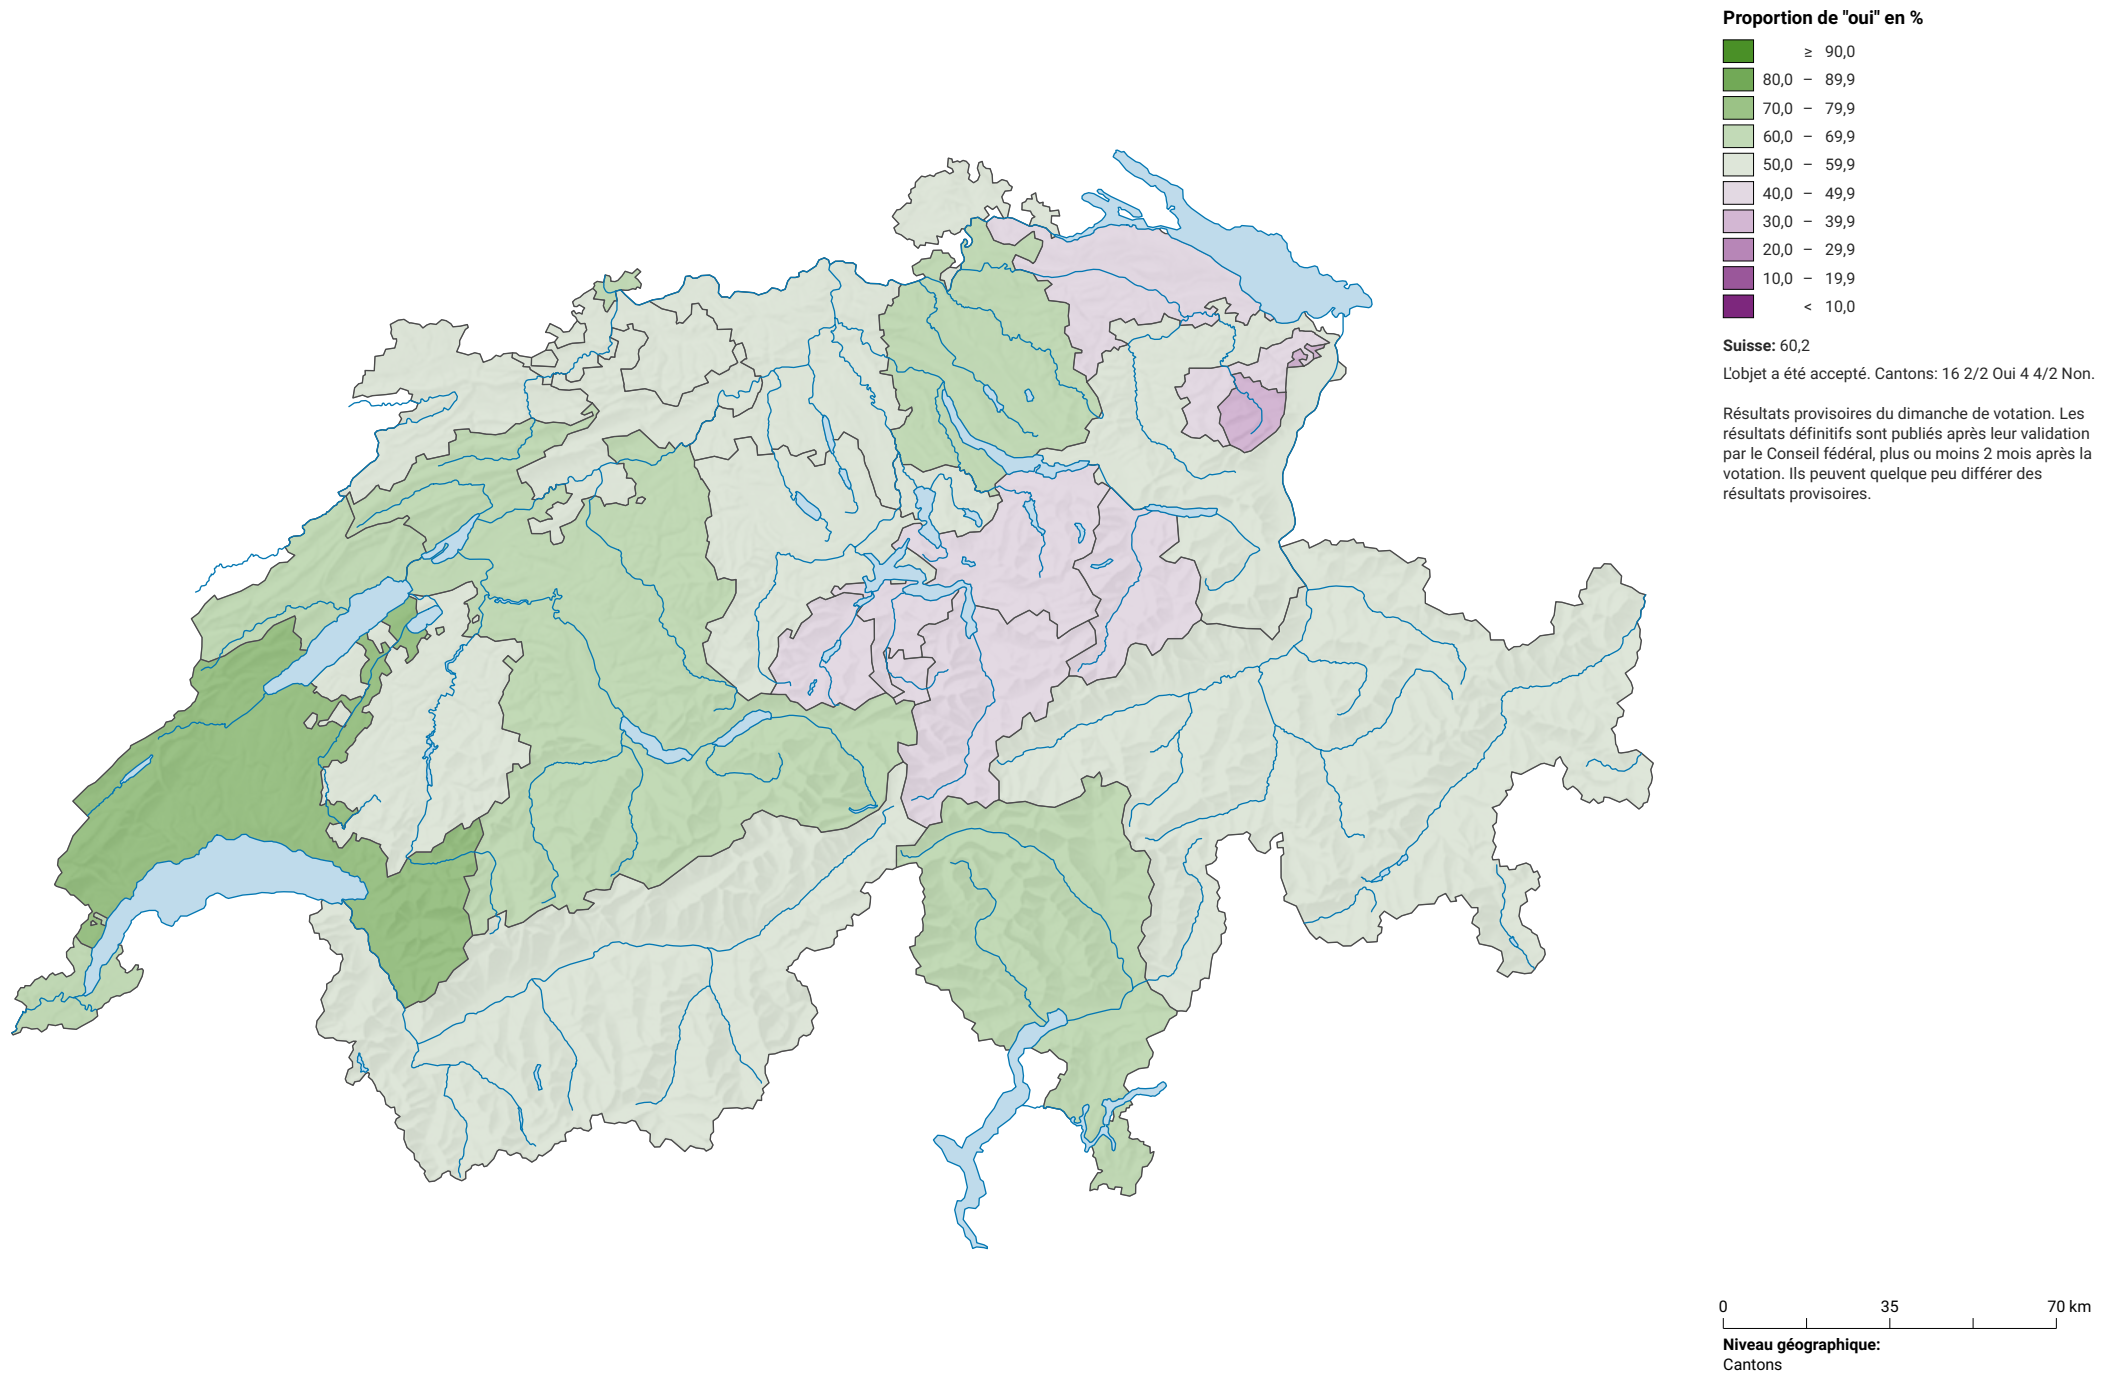 Proportion de "oui" en %
≥ 90,0
80,0 – 89,9
70,0 – 79,9
60,0 – 69,9
50,0 – 59,9
40,0 – 49,9
30,0 – 39,9
20,0 – 29,9
10,0 – 19,9
< 10,0
Suisse: 60,2
L'objet a été accepté. Cantons: 16 2/2 Oui 4 4/2 Non.
Résultats provisoires du dimanche de votation. Les
résultats définitifs sont publiés après leur validation
par le Conseil fédéral, plus ou moins 2 mois après la
votation. Ils peuvent quelque peu différer des
résultats provisoires.
0 35 70 km
Niveau géographique:
Cantons